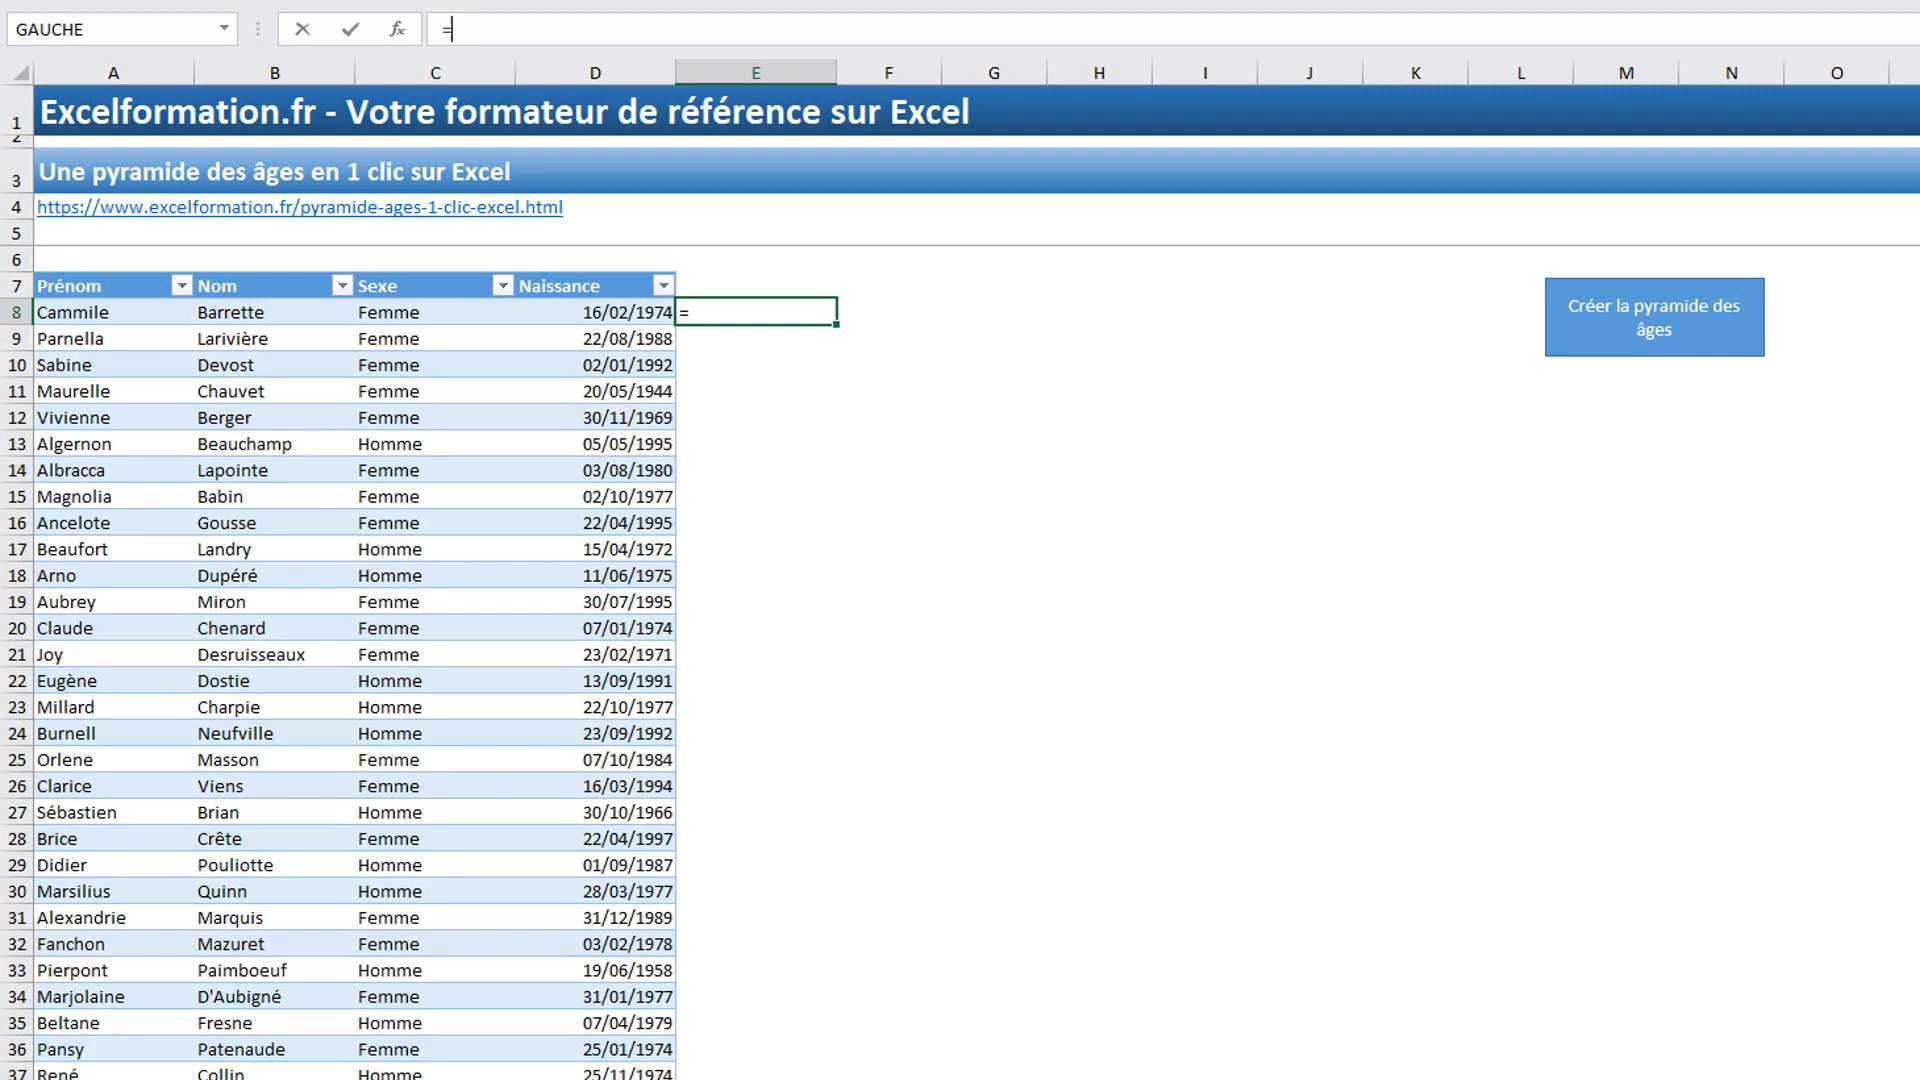 GAUCHE fx =
A B C D E F G H I J K L M N O
1 Excelformation.fr - Votre formateur de référence sur Excel
2
3 Une pyramide des âges en 1 clic sur Excel
4 https://www.excelformation.fr/pyramide-ages-1-clic-excel.html
5
6
7 Prénom Nom Sexe Naissance
8 Cammile Barrette Femme 16/02/1974 =
Créer la pyramide des
âges
9 Parnella Larivière Femme 22/08/1988
10 Sabine Devost Femme 02/01/1992
11 Maurelle Chauvet Femme 20/05/1944
12 Vivienne Berger Femme 30/11/1969
13 Algernon Beauchamp Homme 05/05/1995
14 Albracca Lapointe Femme 03/08/1980
15 Magnolia Babin Femme 02/10/1977
16 Ancelote Gousse Femme 22/04/1995
17 Beaufort Landry Homme 15/04/1972
18 Arno Dupéré Homme 11/06/1975
19 Aubrey Miron Femme 30/07/1995
20 Claude Chenard Femme 07/01/1974
21 Joy Desruisseaux Femme 23/02/1971
22 Eugène Dostie Homme 13/09/1991
23 Millard Charpie Homme 22/10/1977
24 Burnell Neufville Homme 23/09/1992
25 Orlene Masson Femme 07/10/1984
26 Clarice Viens Femme 16/03/1994
27 Sébastien Brian Homme 30/10/1966
28 Brice Crête Femme 22/04/1997
29 Didier Pouliotte Homme 01/09/1987
30 Marsilius Quinn Homme 28/03/1977
31 Alexandrie Marquis Femme 31/12/1989
32 Fanchon Mazuret Femme 03/02/1978
33 Pierpont Paimboeuf Homme 19/06/1958
34 Marjolaine D'Aubigné Femme 31/01/1977
35 Beltane Fresne Homme 07/04/1979
36 Pansy Patenaude Femme 25/01/1974
37 René Collin Homme 25/11/1974